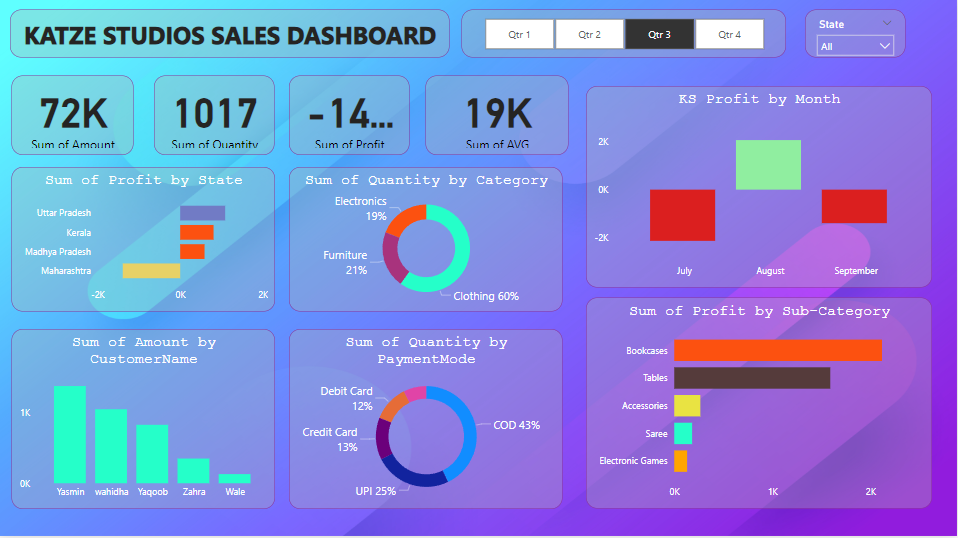 KATZE STUDIOS SALES DASHBOARD
Qtr 1
Qtr 2
Qtr 3
Qtr 4
State
All
72K
Sum of Amount
1017
Sum of Quantity
-14...
Sum of Profit
19K
Sum of AVG
KS Profit by Month
2K
0K
-2K
July
August
September
Sum of Profit by State
Uttar Pradesh
Kerala
Madhya Pradesh
Maharashtra
-2K
0K
2K
Sum of Quantity by Category
Electronics
19%
Furniture
21%
Clothing 60%
Sum of Profit by Sub-Category
Bookcases
Tables
Accessories
Saree
Electronic Games
0K
1K
2K
Sum of Amount by
CustomerName
1K
0K
Yasmin
wahidha
Yaqoob
Zahra
Wale
Sum of Quantity by
PaymentMode
Debit Card
12%
Credit Card
13%
UPI 25%
COD 43%